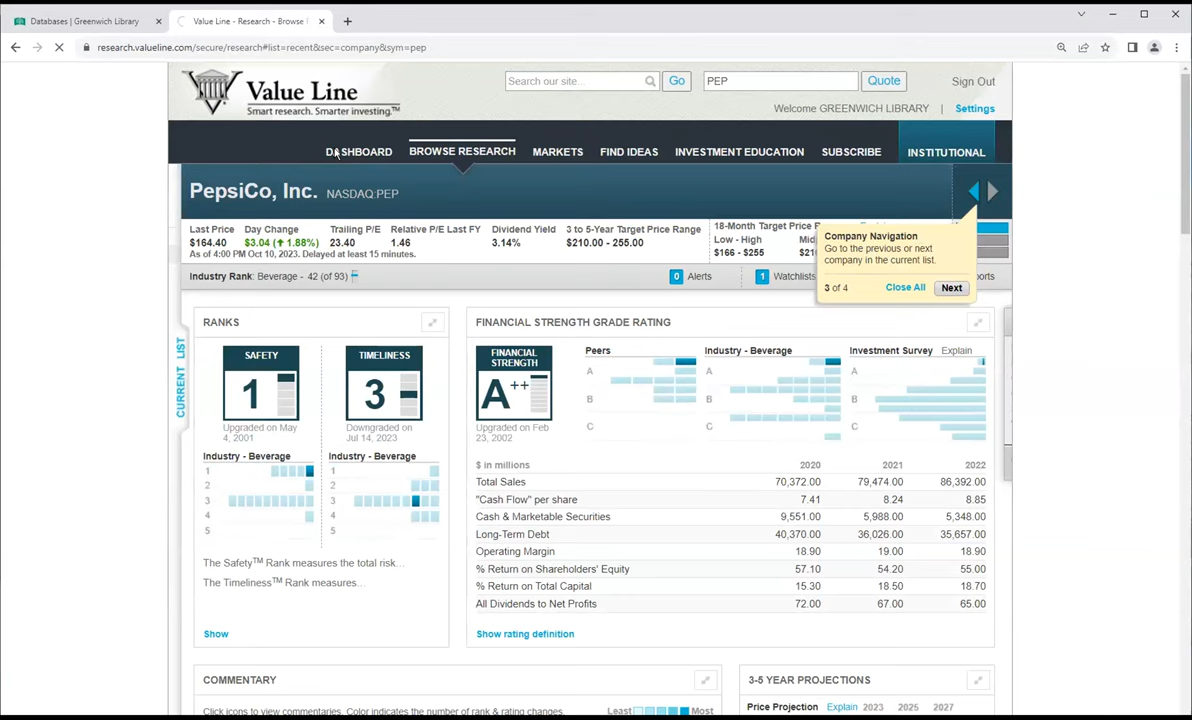 Databases | Greenwich Library
Value Line - Research - Browse
research.valueline.com/secure/research#list=recent&sec=company&sym=pep
Value Line
Smart research. Smarter investing.™
Search our site...
Go
PEP
Quote
Sign Out
Welcome GREENWICH LIBRARY | Settings
DASHBOARD BROWSE RESEARCH MARKETS FIND IDEAS INVESTMENT EDUCATION SUBSCRIBE INSTITUTIONAL
PepsiCo, Inc. NASDAQ:PEP
Last Price Day Change Trailing P/E Relative P/E Last FY Dividend Yield 3 to 5-Year Target Price Range
$164.40 $3.04 (⬆ 1.88%) 23.40 1.46 3.14% $210.00 - 255.00
As of 4:00 PM Oct 10, 2023. Delayed at least 15 minutes.
18-Month Target Price
Low - High
$166 - $255
Company Navigation
Go to the previous or next
company in the current list.
3 of 4 Close All Next
Industry Rank: Beverage - 42 (of 93)
0 Alerts 1 Watchlists
CURRENT LIST
RANKS
SAFETY TIMELINESS
1 3
Upgraded on May
4, 2001
Downgraded on
Jul 14, 2023
Industry - Beverage Industry - Beverage
1 1
2 2
3 3
4 4
5 5
The Safety™ Rank measures the total risk...
The Timeliness™ Rank measures...
Show
FINANCIAL STRENGTH GRADE RATING
FINANCIAL
STRENGTH
A++
Upgraded on Feb
23, 2002
Peers Industry - Beverage Investment Survey Explain
A A A
B B B
C C C
$ in millions 2020 2021 2022
Total Sales 70,372.00 79,474.00 86,392.00
"Cash Flow" per share 7.41 8.24 8.85
Cash & Marketable Securities 9,551.00 5,988.00 5,348.00
Long-Term Debt 40,370.00 36,026.00 35,657.00
Operating Margin 18.90 19.00 18.90
% Return on Shareholders' Equity 57.10 54.20 55.00
% Return on Total Capital 15.30 18.50 18.70
All Dividends to Net Profits 72.00 67.00 65.00
Show rating definition
COMMENTARY
Click icons to view commentaries. Color indicates the number of rank & rating changes. Least Most
3-5 YEAR PROJECTIONS
Price Projection Explain 2023 2025 2027